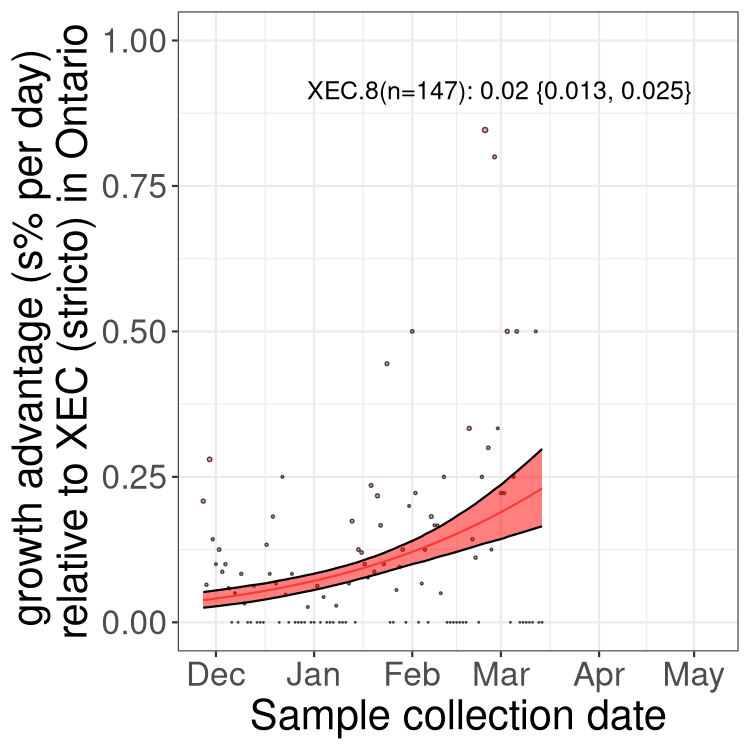 growth advantage (s% per day)
relative to XEC (stricto) in Ontario
1.00
0.75
0.50
0.25
0.00
XEC.8(n=147): 0.02 {0.013, 0.025}
Dec Jan Feb Mar Apr May
Sample collection date